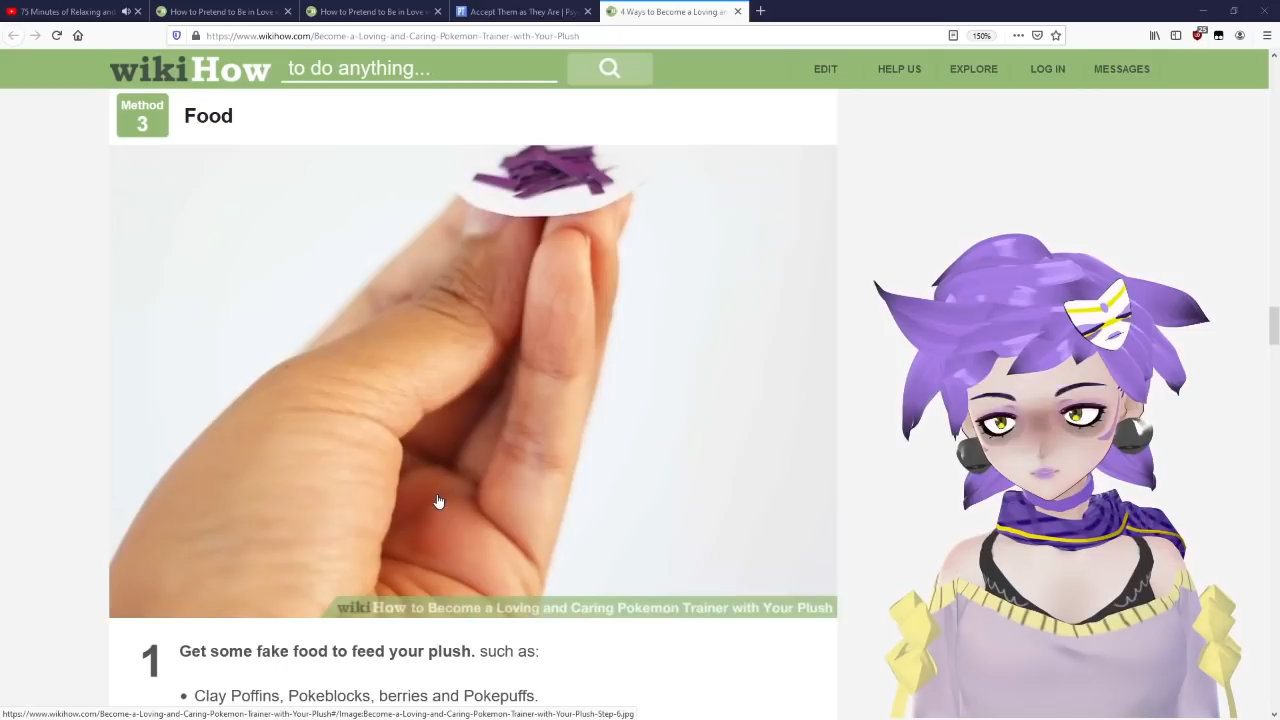 75 Minutes of Relaxing and
How to Pretend to Be in Love
How to Pretend to Be in Love
Accept Them as They Are | Psy
4 Ways to Become a Loving an
https://www.wikihow.com/Become-a-Loving-and-Caring-Pokemon-Trainer-with-Your-Plush
150%
25
wikiHow to do anything... EDIT HELP US EXPLORE LOG IN MESSAGES
Method
3
Food
wikiHow to Become a Loving and Caring Pokemon Trainer with Your Plush
1 Get some fake food to feed your plush. such as:
• Clay Poffins, Pokeblocks, berries and Pokepuffs.
https://www.wikihow.com/Become-a-Loving-and-Caring-Pokemon-Trainer-with-Your-Plush#/Image:Become-a-Loving-and-Caring-Pokemon-Trainer-with-Your-Plush-Step-6.jpg